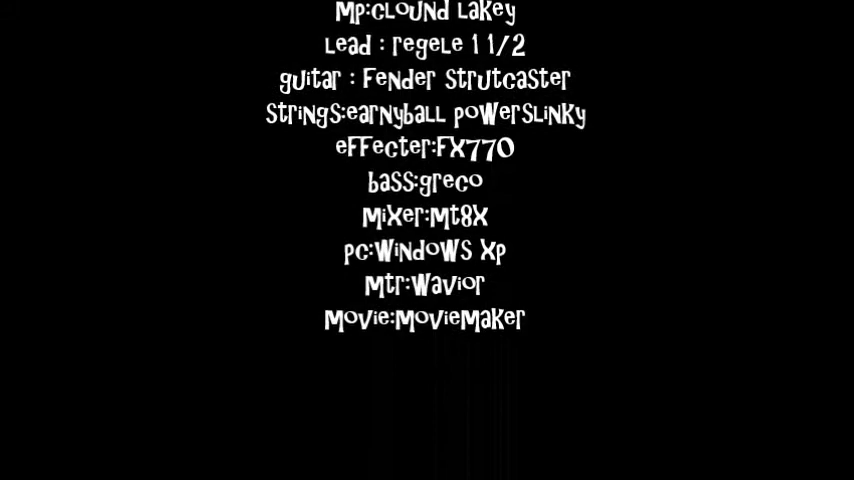 MP:CLOUND LAKEY
LEAD : regele 1 1/2
guitar : Fender Strutcaster
Strings:earnyball powerslinky
effecter:FX770
bass:greco
Mixer:MT8X
pc:Windows Xp
Mtr:Wavior
Movie:MovieMaker